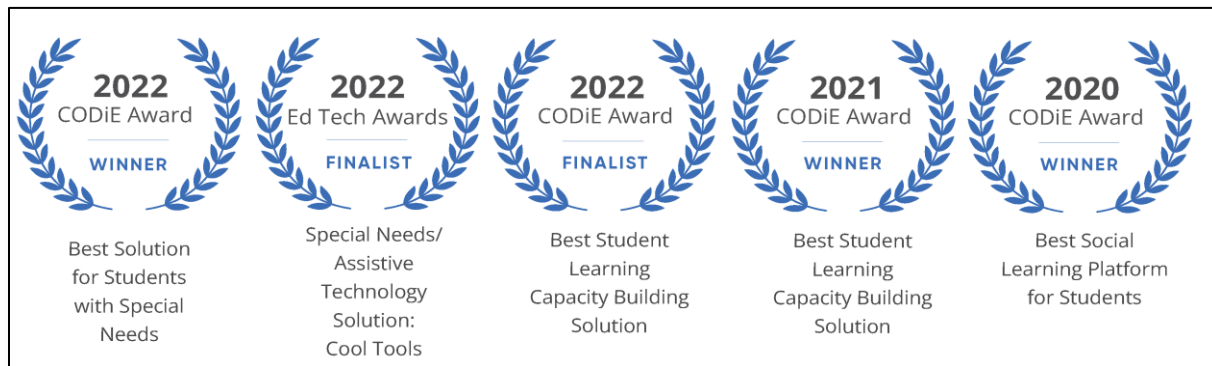 2022
CODiE Award
WINNER
Best Solution
for Students
with Special
Needs
2022
Ed Tech Awards
FINALIST
Special Needs/
Assistive
Technology
Solution:
Cool Tools
2022
CODiE Award
FINALIST
Best Student
Learning
Capacity Building
Solution
2021
CODiE Award
WINNER
Best Student
Learning
Capacity Building
Solution
2020
CODiE Award
WINNER
Best Social
Learning Platform
for Students